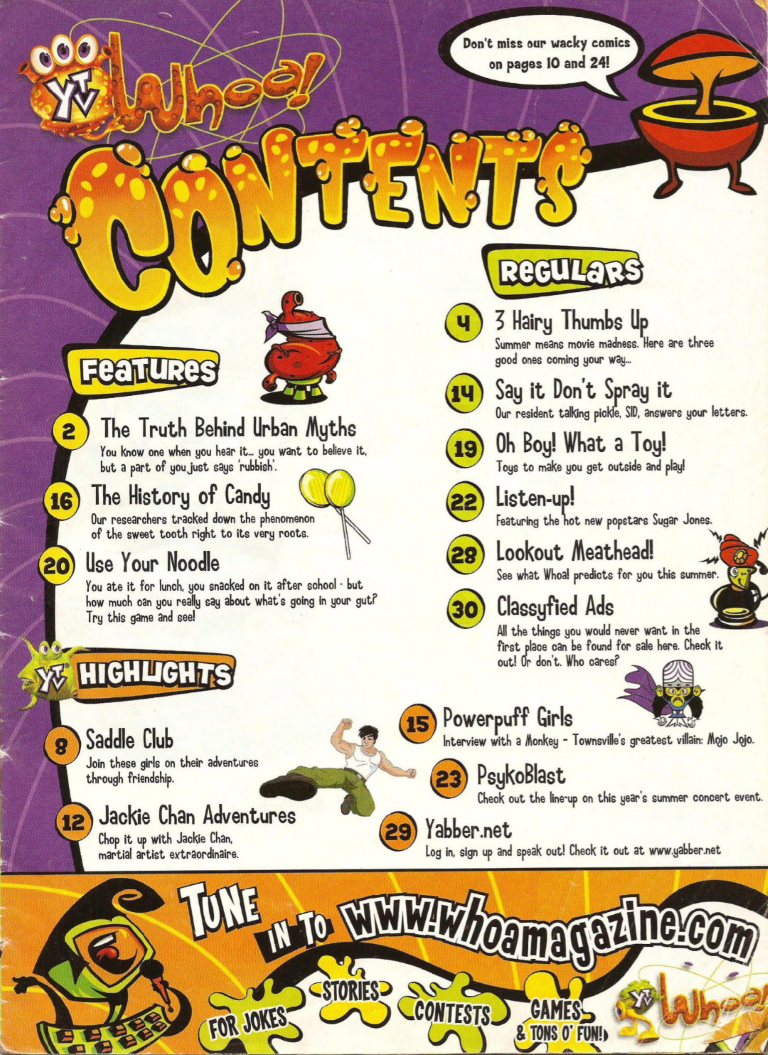 Don't miss our wacky comics
on pages 10 and 24!
YTV Whoa!
CONTENTS
FEATURES
2 The Truth Behind Urban Myths
You know one when you hear it... you want to believe it,
but a part of you just says 'rubbish'.
16 The History of Candy
Our researchers tracked down the phenomenon
of the sweet tooth right to its very roots.
20 Use Your Noodle
You ate it for lunch, you snacked on it after school - but
how much can you really say about what's going in your gut?
Try this game and see!
REGULARS
4 3 Hairy Thumbs Up
Summer means movie madness. Here are three
good ones coming your way...
14 Say it Don't Spray it
Our resident talking pickle, SID, answers your letters.
19 Oh Boy! What a Toy!
Toys to make you get outside and play!
22 Listen-up!
Featuring the hot new popstars Sugar Jones.
28 Lookout Meathead!
See what Whoa! predicts for you this summer.
30 Classyfied Ads
All the things you would never want in the
first place can be found for sale here. Check it
out! Or don't. Who cares?
YTV HIGHLIGHTS
8 Saddle Club
Join these girls on their adventures
through friendship.
12 Jackie Chan Adventures
Chop it up with Jackie Chan,
martial artist extraordinaire.
15 Powerpuff Girls
Interview with a Monkey - Townsville's greatest villain: Mojo Jojo.
23 PsykoBlast
Check out the line-up on this year's summer concert event.
29 Yabber.net
Log in, sign up and speak out! Check it out at www.yabber.net
TUNE IN TO www.whoamagazine.com
FOR JOKES
STORIES
CONTESTS
GAMES
& TONS O' FUN!
YTV Whoa!